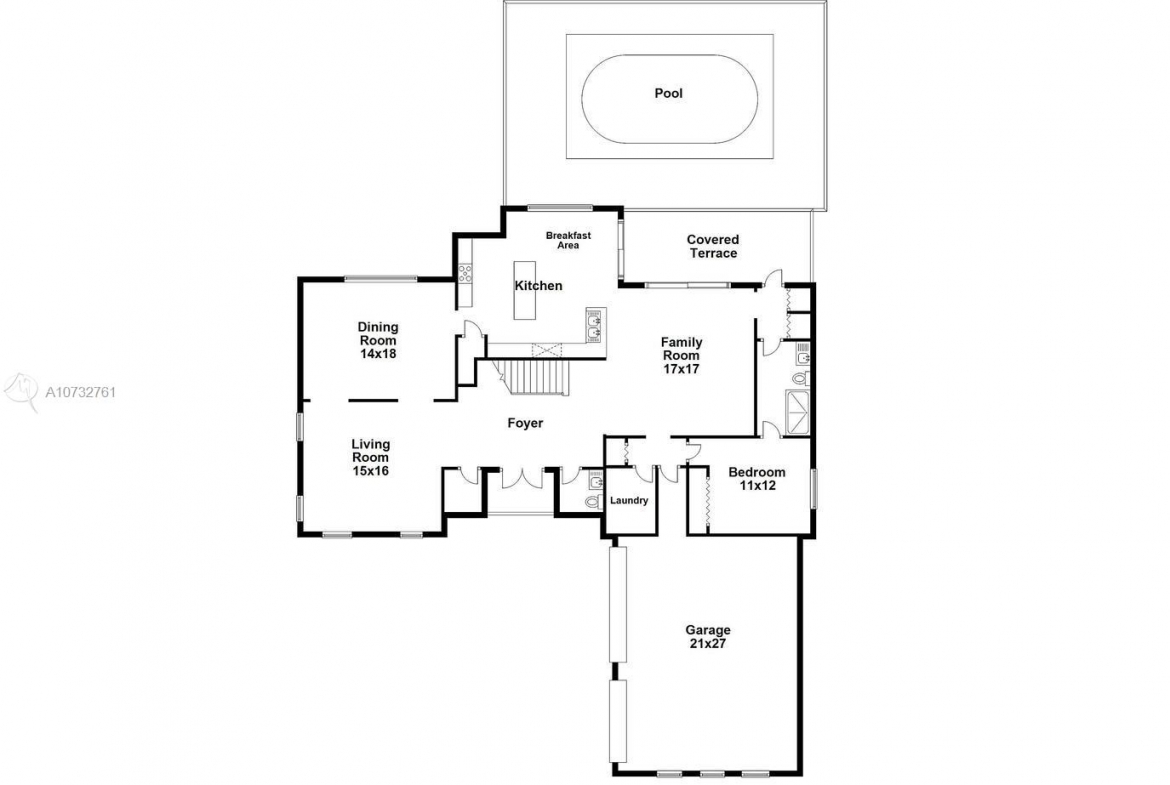 Pool
Covered
Terrace
Breakfast
Area
Kitchen
Dining
Room
14x18
Family
Room
17x17
A10732761
Foyer
Living
Room
15x16
Bedroom
11x12
Laundry
Garage
21x27